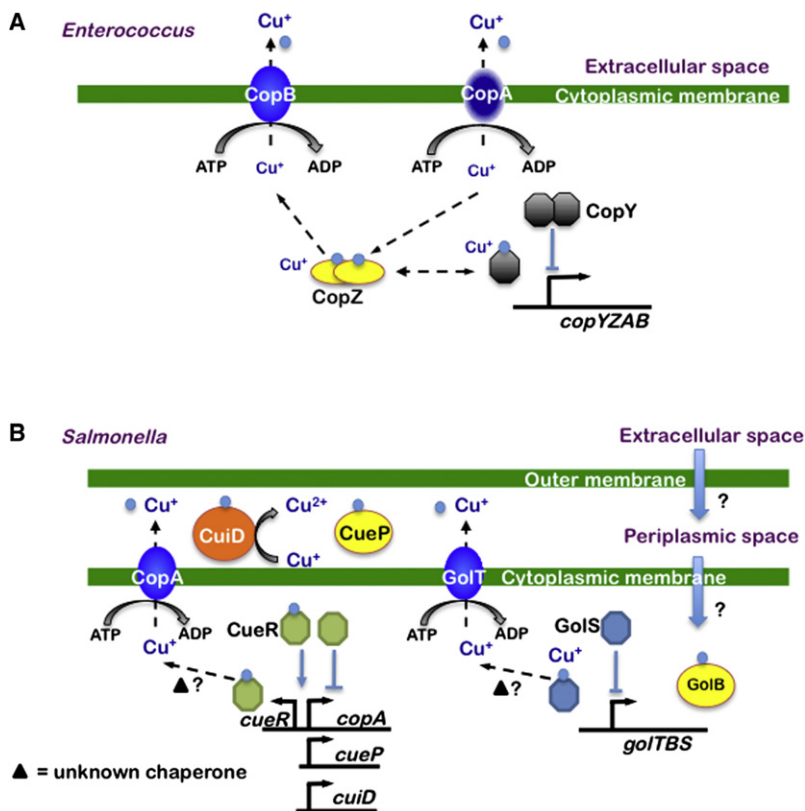 A
Enterococcus
Cu+
Cu+
Extracellular space
CopB
CopA
Cytoplasmic membrane
ATP
Cu+
ADP
ATP
Cu+
ADP
CopY
Cu+
Cu+
CopZ
copYZAB
B
Salmonella
Extracellular space
Outer membrane
?
Cu+
Cu2+
Cu+
CuiD
CueP
Periplasmic space
Cu+
CopA
GolT
Cytoplasmic membrane
?
ATP
ADP
CueR
ATP
ADP
GolS
Cu+
Cu+
Cu+
GolB
▲?
▲?
cueR
copA
golTBS
cueP
▲ = unknown chaperone
cuiD